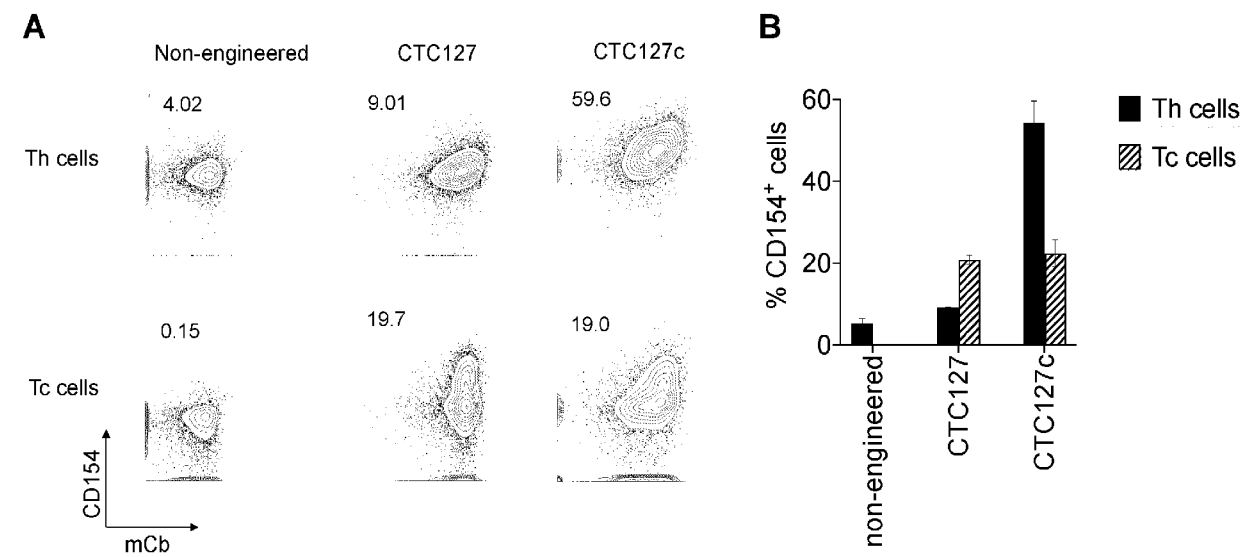 A
Non-engineered CTC127 CTC127c
4.02 9.01 59.6
Th cells
0.15 19.7 19.0
Tc cells
CD154
mCb
B
% CD154+ cells
60
40
20
0
non-engineered
CTC127
CTC127c
Th cells
Tc cells